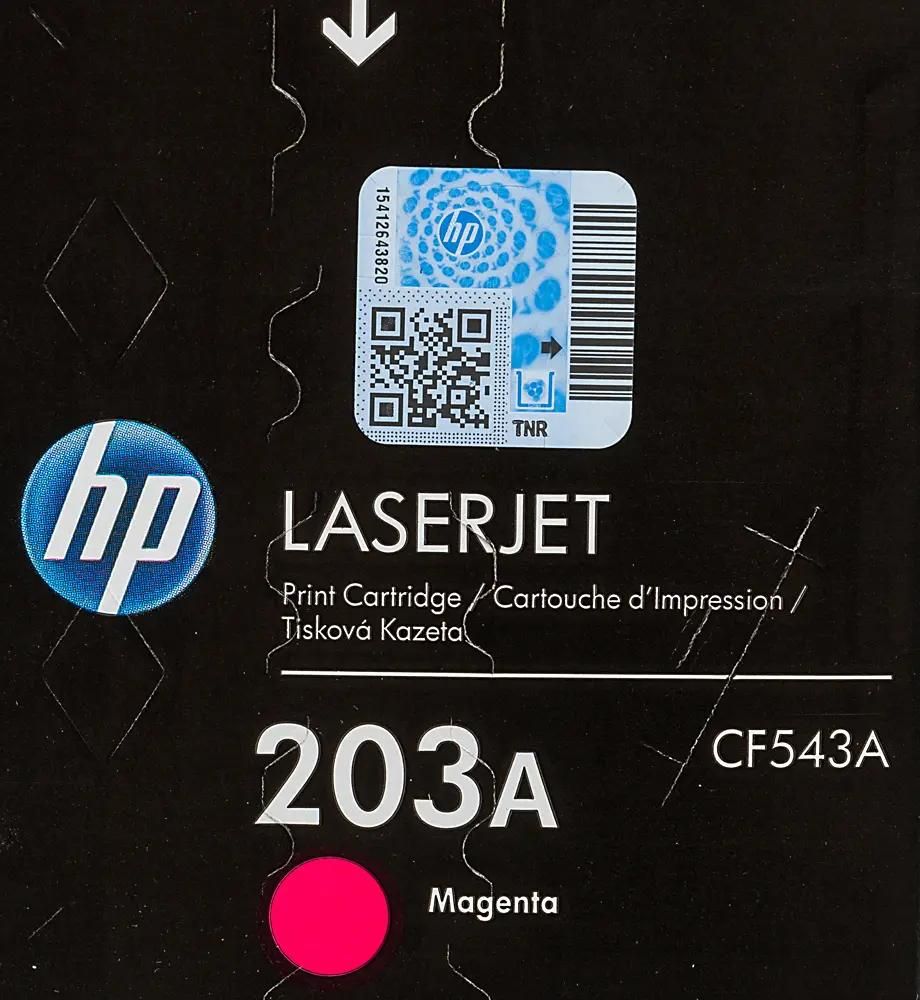 15412643820
hp
TNR
hp
LASERJET
Print Cartridge / Cartouche d'Impression /
Tisková Kazeta
203A
CF543A
Magenta